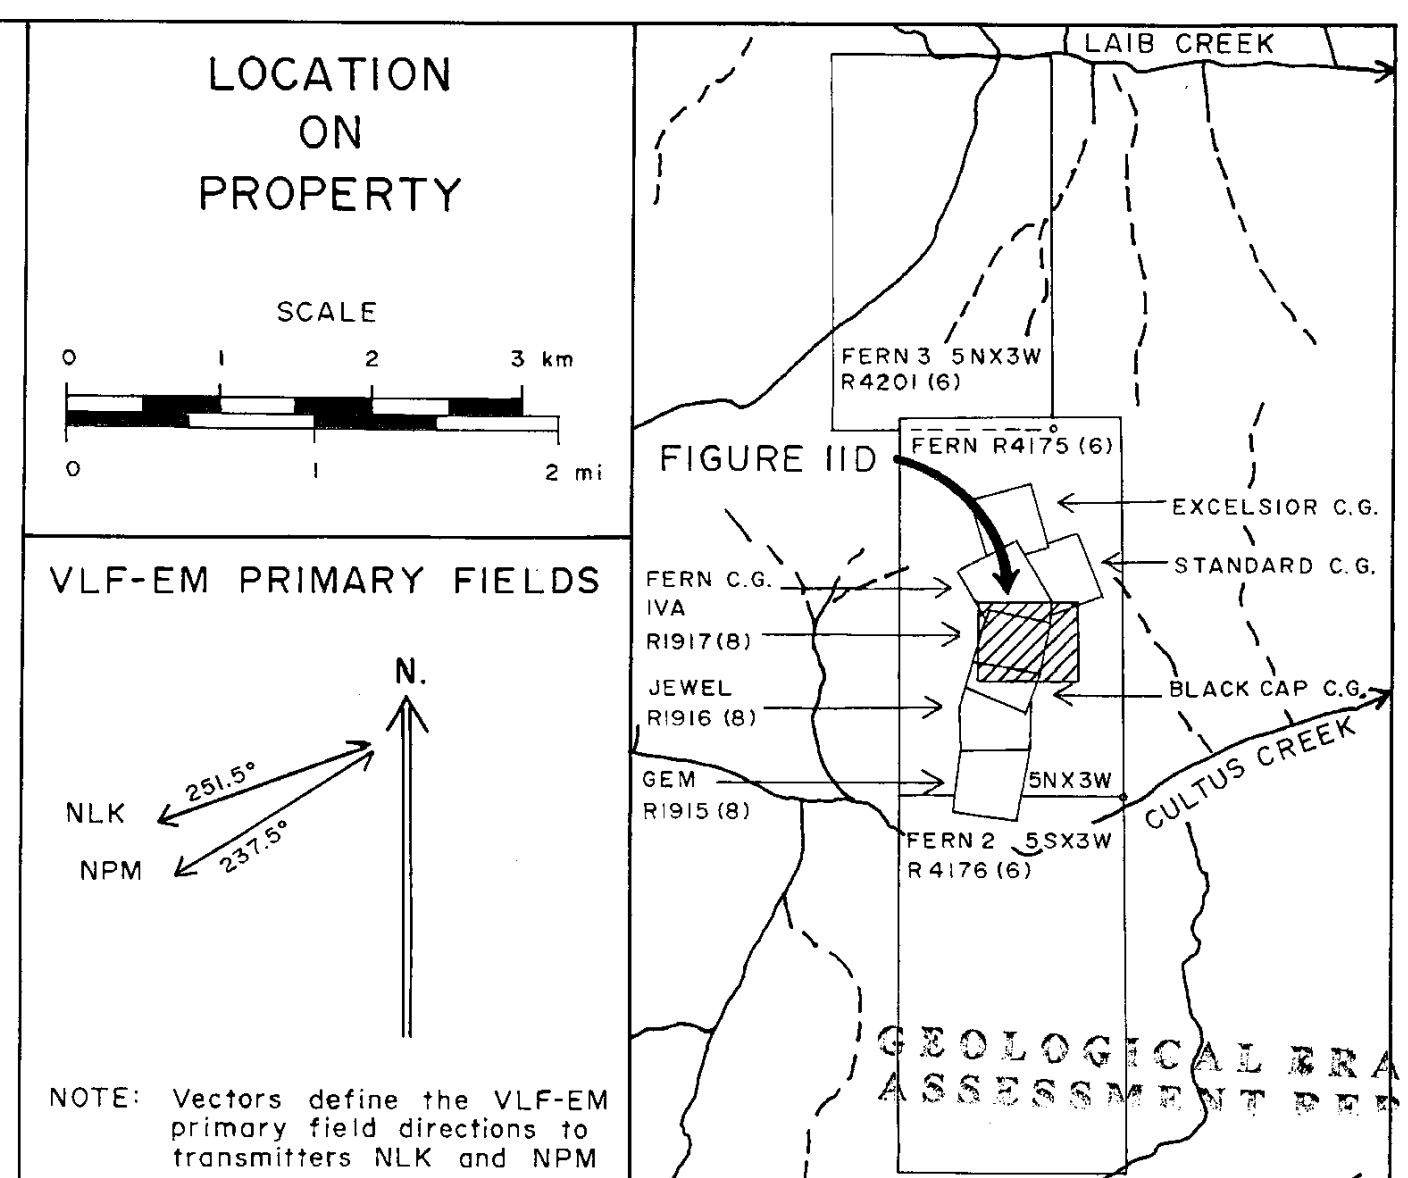 LOCATION
ON
PROPERTY
SCALE
0 1 2 3 km
0 1 2 mi
VLF-EM PRIMARY FIELDS
N.
251.5°
NLK
237.5°
NPM
NOTE: Vectors define the VLF-EM
primary field directions to
transmitters NLK and NPM
LAIB CREEK
FERN 3 5NX3W
R4201(6)
FERN R4175(6)
FIGURE 11D
EXCELSIOR C.G.
STANDARD C.G.
FERN C.G.
IVA
R1917(8)
JEWEL
R1916(8)
BLACK CAP C.G.
CULTUS CREEK
GEM
R1915(8)
5NX3W
FERN 2 5SX3W
R4176(6)
GEOLOGICAL BRA
ASSESSMENT REP